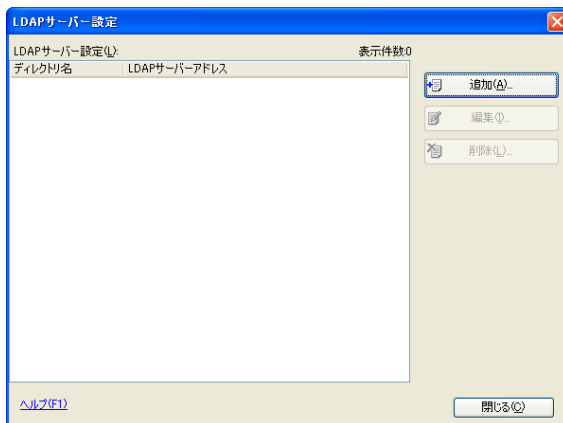 LDAPサーバー設定
LDAPサーバー設定(L):
表示件数:0
ディレクトリ名
LDAPサーバーアドレス
追加(A)...
編集(I)...
削除(L)...
ヘルプ(F1)
閉じる(C)